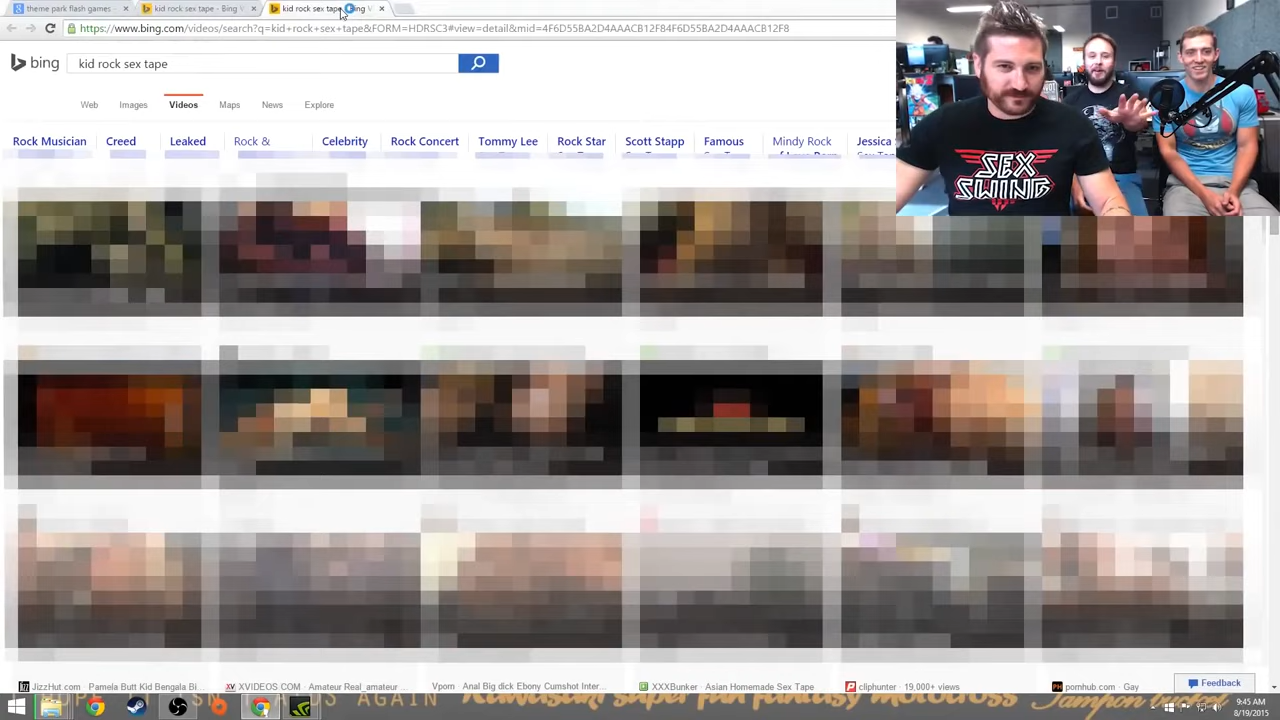 theme park flash games -
kid rock sex tape - Bing V
kid rock sex tape
https://www.bing.com/videos/search?q=kid+rock+sex+tape&FORM=HDRSC3#view=detail&mid=4F6D55BA2D4AAACB12F84F6D55BA2D4AAACB12F8
bing
kid rock sex tape
Web Images Videos Maps News Explore
Rock Musician Creed Leaked Rock & Celebrity Rock Concert Tommy Lee Rock Star Scott Stapp Famous Mindy Rock Jessica
SEX
SWING
JizzHut.com · Pamela Butt Kid Bengala Bi...
XVIDEOS.COM · Amateur Real_amateur ...
Vporn · Anal Big dick Ebony Cumshot Inter...
XXXBunker · Asian Homemade Sex Tape
cliphunter · 19,000+ views
pornhub.com · Gay
Feedback
9:45 AM
8/19/2015